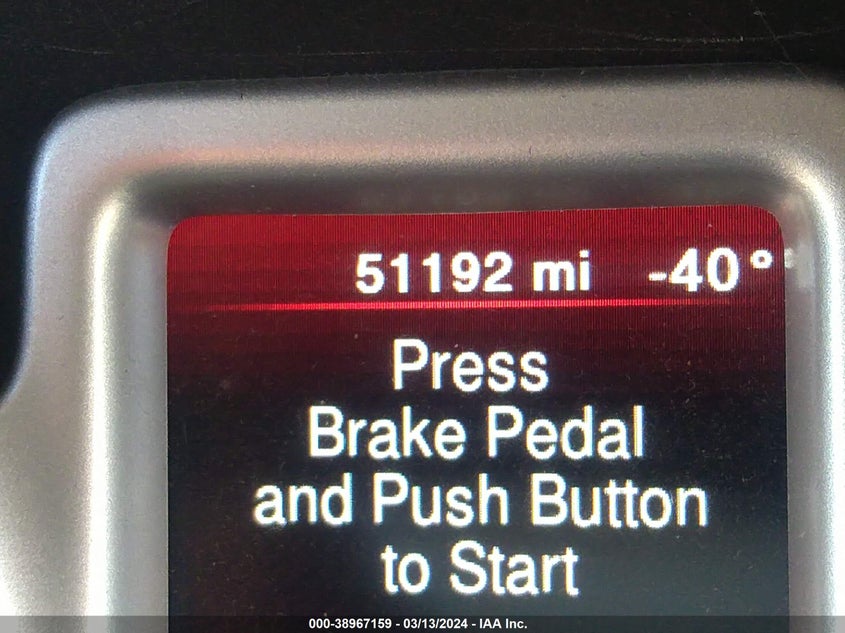 51192 mi -40°
Press
Brake Pedal
and Push Button
to Start
000-38967159 - 03/13/2024 - IAA Inc.